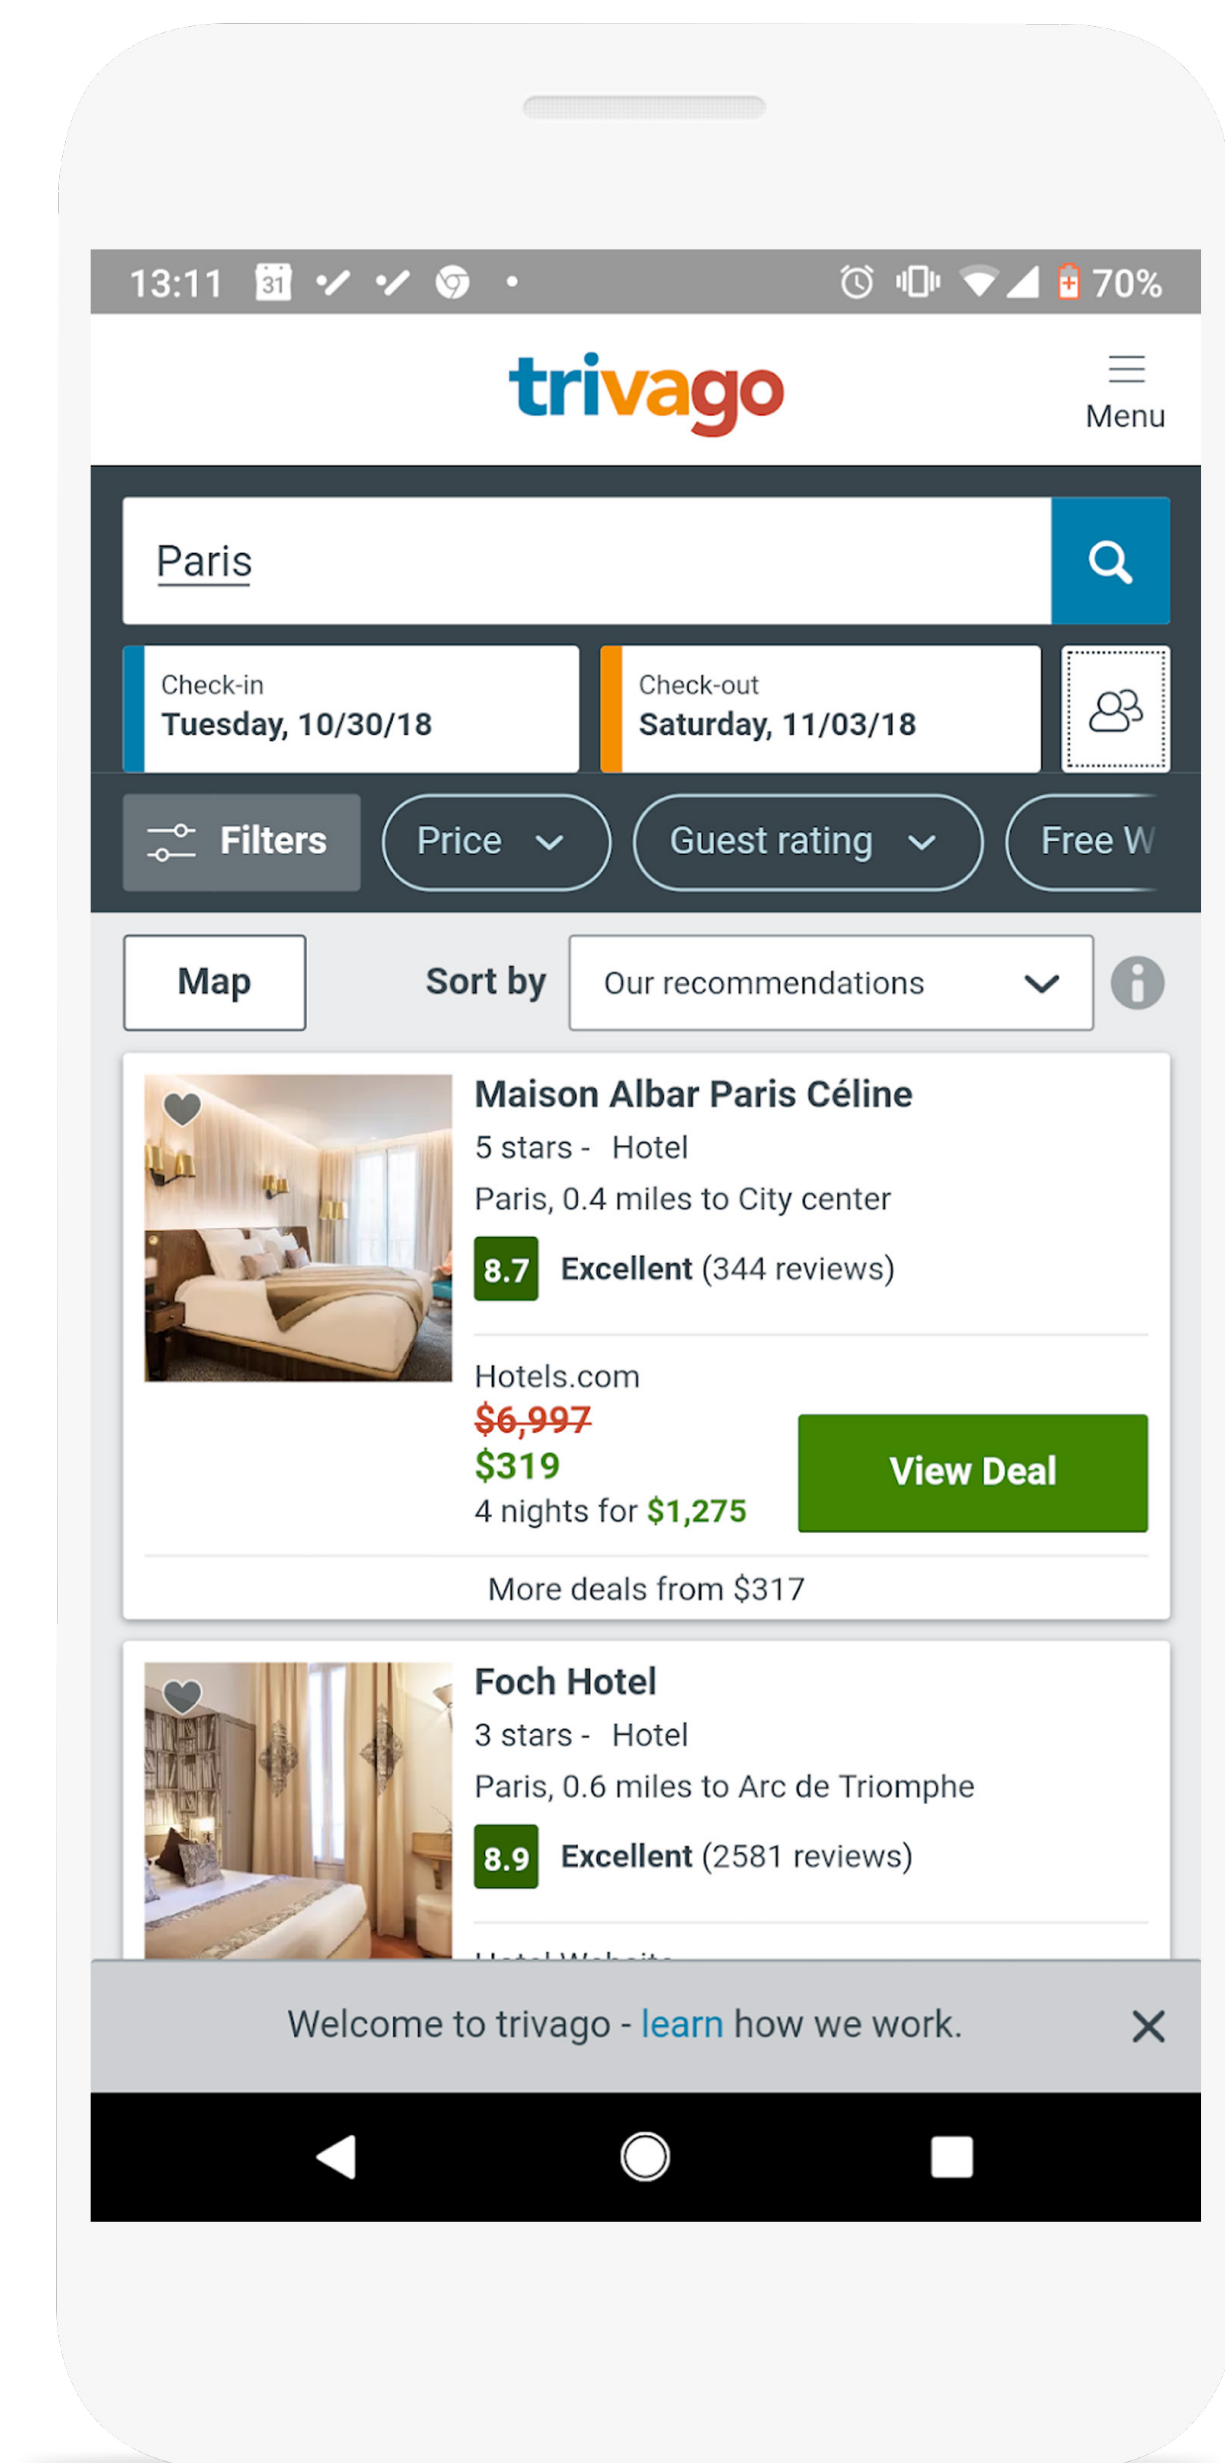 13:11 31 70%
trivago
Menu
Paris
Check-in
Tuesday, 10/30/18
Check-out
Saturday, 11/03/18
Filters Price Guest rating Free W
Map Sort by Our recommendations
Maison Albar Paris Céline
5 stars - Hotel
Paris, 0.4 miles to City center
8.7 Excellent (344 reviews)
Hotels.com
$6,997
$319
View Deal
4 nights for $1,275
More deals from $317
Foch Hotel
3 stars - Hotel
Paris, 0.6 miles to Arc de Triomphe
8.9 Excellent (2581 reviews)
Hotel Website
Welcome to trivago - learn how we work.